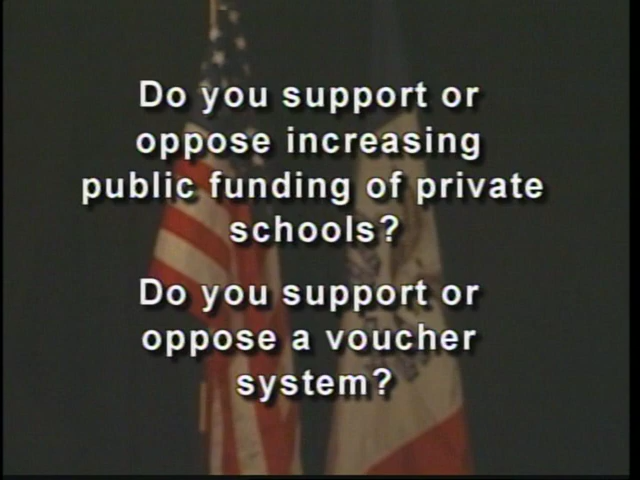 Do you support or
oppose increasing
public funding of private
schools?
Do you support or
oppose a voucher
system?